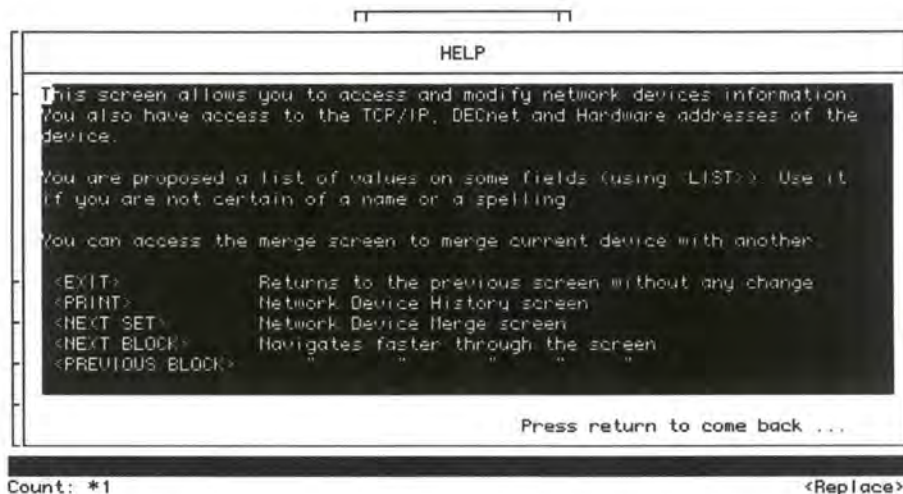 HELP
This screen allows you to access and modify network devices information.
You also have access to the TCP/IP, DECnet and Hardware addresses of the
device.
You are proposed a list of values on some fields (using <LIST>). Use it
if you are not certain of a name or a spelling
You can access the merge screen to merge current device with another.
<EXIT> Returns to the previous screen without any change
<PRINT> Network Device History screen
<NEXT SET> Network Device Merge screen
<NEXT BLOCK> Navigates faster through the screen
<PREVIOUS BLOCK> " " " " "
Press return to come back ...
Count: *1 <Replace>